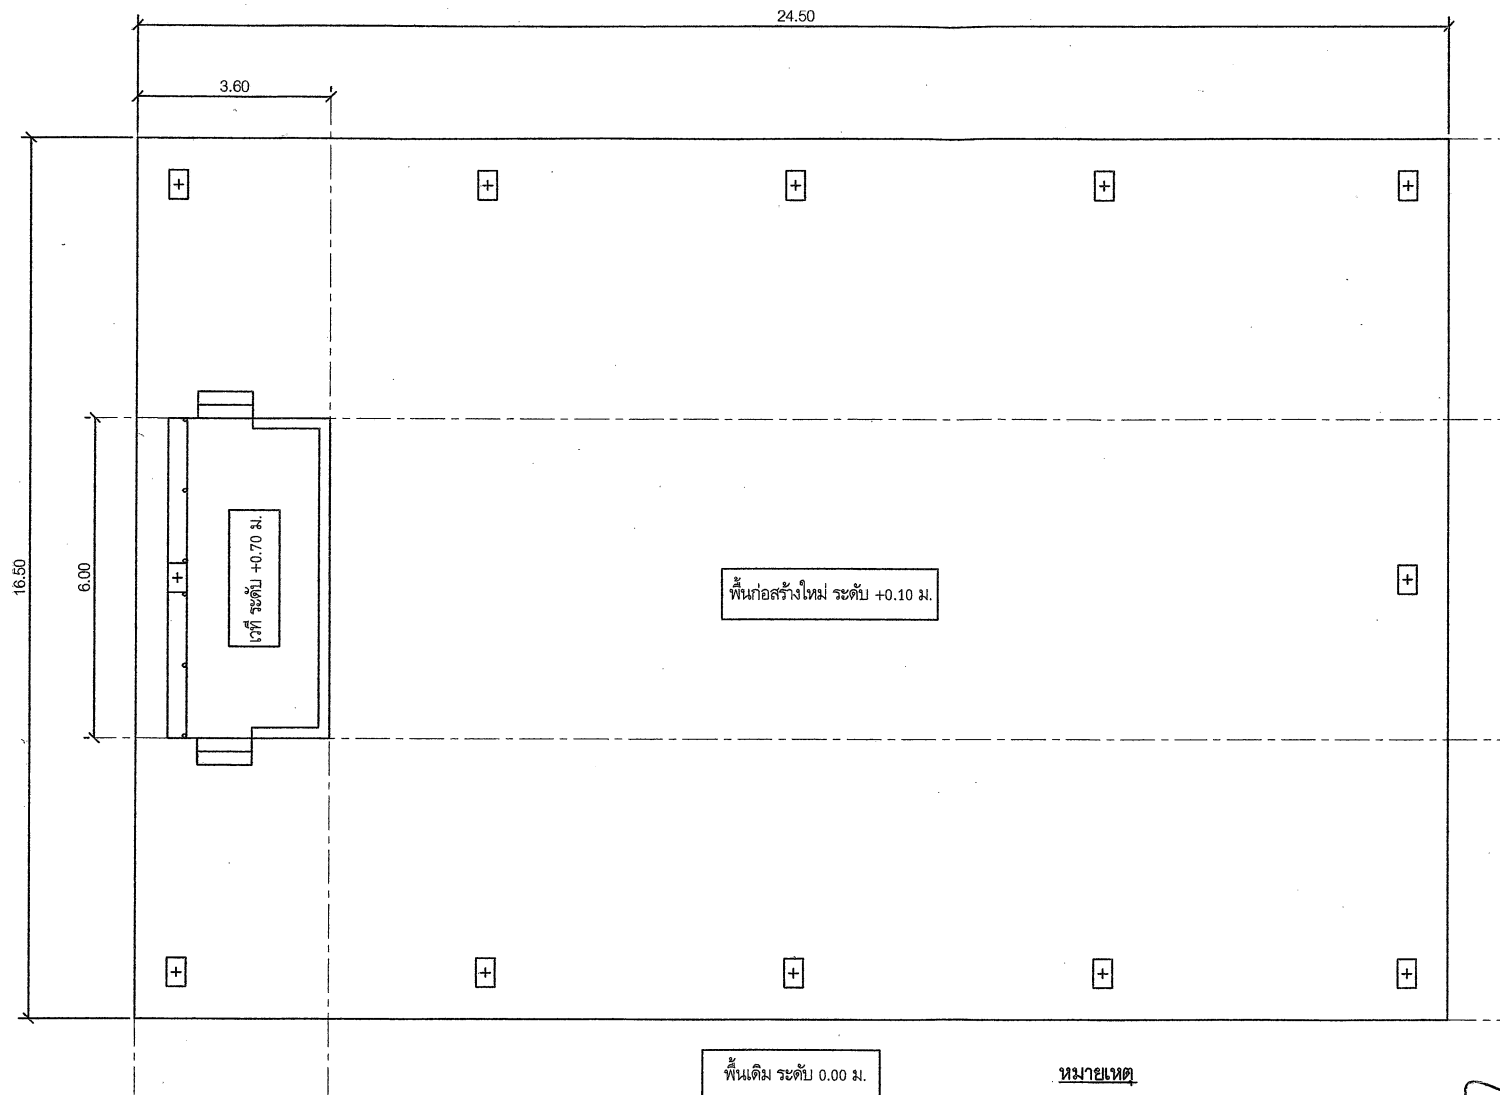 24.50
3.60
16.50
6.00
เวที ระดับ +0.70 ม.
พื้นก่อสร้างใหม่ ระดับ +0.10 ม.
พื้นเดิม ระดับ 0.00 ม.
หมายเหตุ